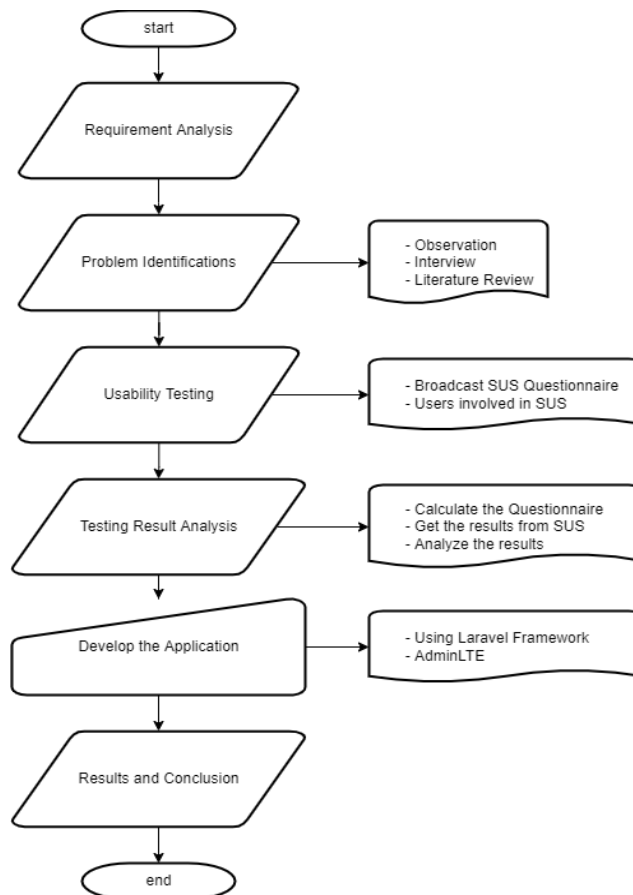 start
Requirement Analysis
Problem Identifications
- Observation
- Interview
- Literature Review
Usability Testing
- Broadcast SUS Questionnaire
- Users involved in SUS
Testing Result Analysis
- Calculate the Questionnaire
- Get the results from SUS
- Analyze the results
Develop the Application
- Using Laravel Framework
- AdminLTE
Results and Conclusion
end